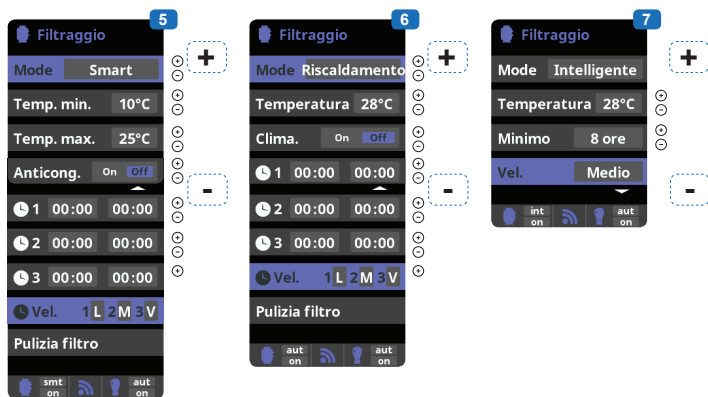 5
Filtraggio
Mode Smart
Temp. min. 10°C
Temp. max. 25°C
Anticong. On Off
1 00:00 00:00
2 00:00 00:00
3 00:00 00:00
Vel. 1 L 2 M 3 V
Pulizia filtro
smt on aut on
+
-
6
Filtraggio
Mode Riscaldamento
Temperatura 28°C
Clima. On Off
1 00:00 00:00
2 00:00 00:00
3 00:00 00:00
Vel. 1 L 2 M 3 V
Pulizia filtro
aut on aut on
+
-
7
Filtraggio
Mode Intelligente
Temperatura 28°C
Minimo 8 ore
Vel. Medio
int on aut on
+
-